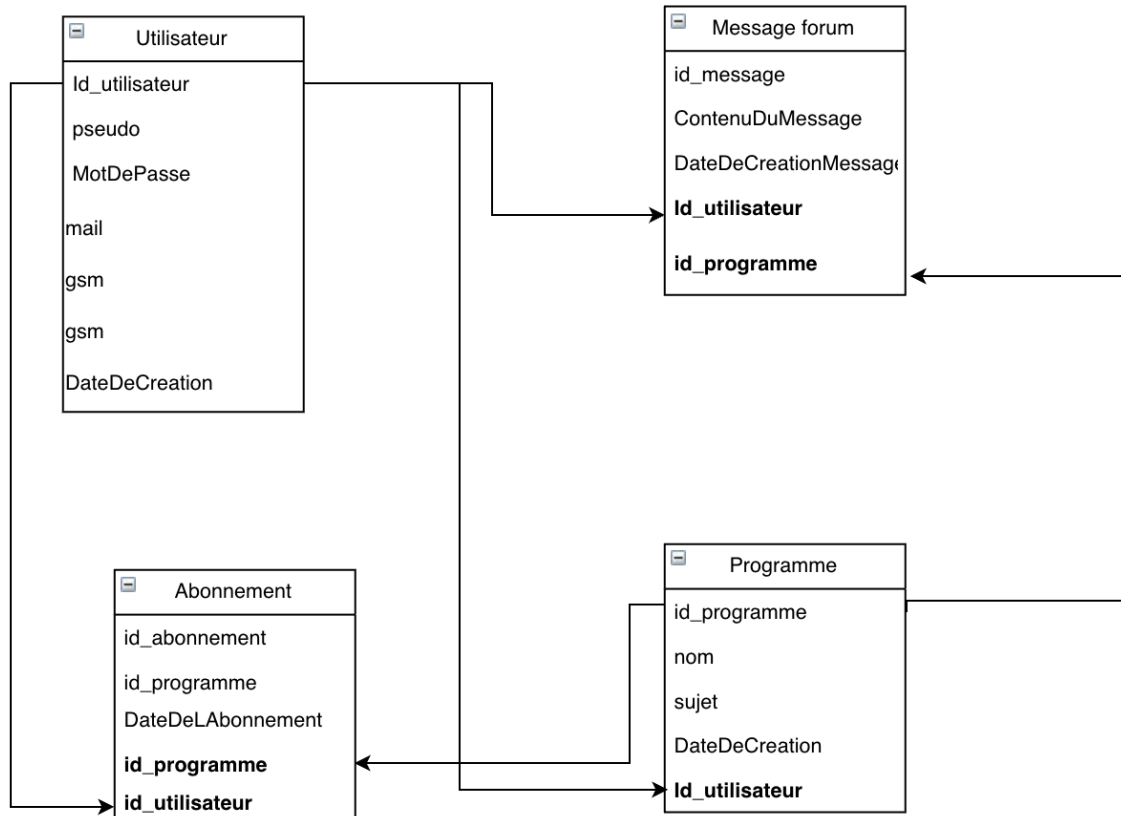 Utilisateur
Id_utilisateur
pseudo
MotDePasse
mail
gsm
gsm
DateDeCreation
Message forum
id_message
ContenuDuMessage
DateDeCreationMessage
Id_utilisateur
id_programme
Abonnement
id_abonnement
id_programme
DateDeLAbonnement
id_programme
id_utilisateur
Programme
id_programme
nom
sujet
DateDeCreation
Id_utilisateur